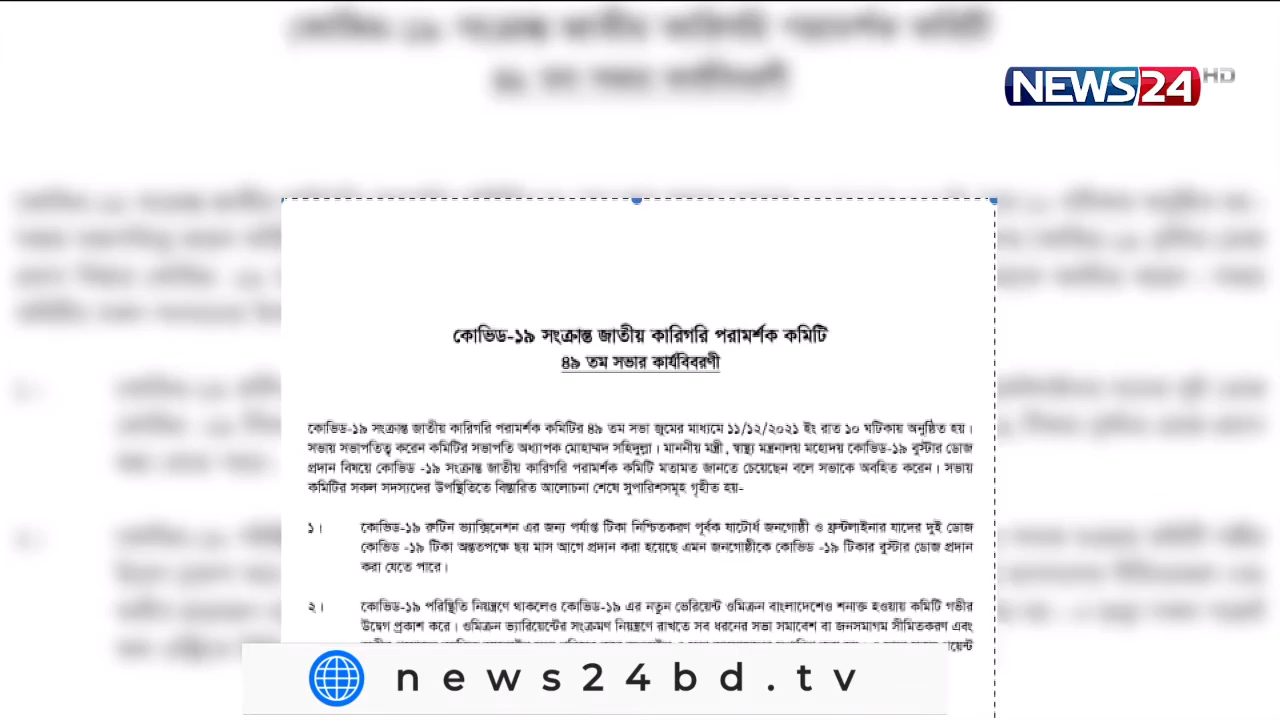 NEWS24 HD
কোভিড-১৯ সংক্রান্ত জাতীয় কারিগরি পরামর্শক কমিটি
৪৯ তম সভার কার্যবিবরণী
কোভিড-১৯ সংক্রান্ত জাতীয় কারিগরি পরামর্শক কমিটির ৪৯ তম সভা জুমের মাধ্যমে ১১/১২/২০২১ ইং রাত ১০ ঘটিকায় অনুষ্ঠিত হয়।
সভায় সভাপতিত্ব করেন কমিটির সভাপতি অধ্যাপক মোহাম্মদ সহিদুল্লা। মাননীয় মন্ত্রী, স্বাস্থ্য মন্ত্রনালয় মহোদয় কোভিড-১৯ বুস্টার ডোজ
প্রদান বিষয়ে কোভিড -১৯ সংক্রান্ত জাতীয় কারিগরি পরামর্শক কমিটি মতামত জানতে চেয়েছেন বলে সভাকে অবহিত করেন। সভায়
কমিটির সকল সদস্যদের উপস্থিতিতে বিস্তারিত আলোচনা শেষে সুপারিশসমূহ গৃহীত হয়-
১। কোভিড-১৯ রুটিন ভ্যাক্সিনেশন এর জন্য পর্যাপ্ত টিকা নিশ্চিতকরণ পূর্বক ষাটোর্ধ জনগোষ্ঠী ও ফ্রন্টলাইনার যাদের দুই ডোজ
কোভিড -১৯ টিকা অন্ততপক্ষে ছয় মাস আগে প্রদান করা হয়েছে এমন জনগোষ্ঠীকে কোভিড -১৯ টিকার বুস্টার ডোজ প্রদান
করা যেতে পারে।
২। কোভিড-১৯ পরিস্থিতি নিয়ন্ত্রণে থাকলেও কোভিড-১৯ এর নতুন ভেরিয়েন্ট ওমিক্রন বাংলাদেশেও শনাক্ত হওয়ায় কমিটি গভীর
উদ্বেগ প্রকাশ করে। ওমিক্রন ভ্যারিয়েন্টের সংক্রমণ নিয়ন্ত্রণে রাখতে সব ধরনের সভা সমাবেশ বা জনসমাগম সীমিতকরণ এবং
news24bd.tv